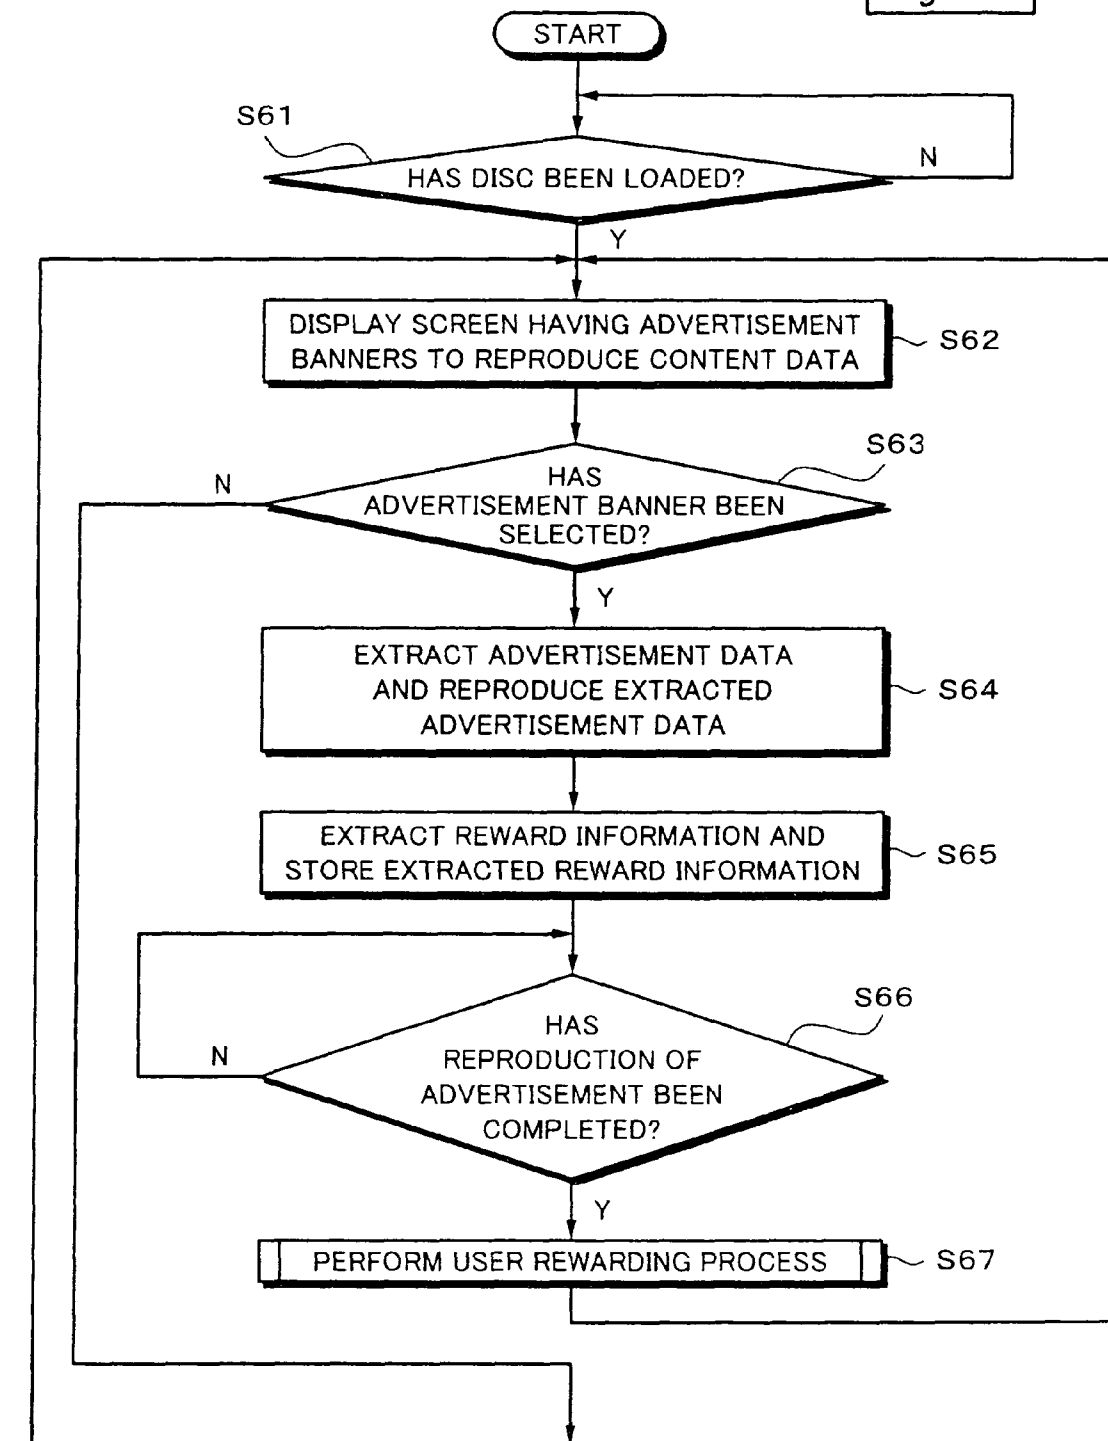 START
S61
HAS DISC BEEN LOADED?
N
Y
DISPLAY SCREEN HAVING ADVERTISEMENT
BANNERS TO REPRODUCE CONTENT DATA
S62
S63
N
HAS
ADVERTISEMENT BANNER BEEN
SELECTED?
Y
EXTRACT ADVERTISEMENT DATA
AND REPRODUCE EXTRACTED
ADVERTISEMENT DATA
S64
EXTRACT REWARD INFORMATION AND
STORE EXTRACTED REWARD INFORMATION
S65
S66
N
HAS
REPRODUCTION OF
ADVERTISEMENT BEEN
COMPLETED?
Y
PERFORM USER REWARDING PROCESS
S67